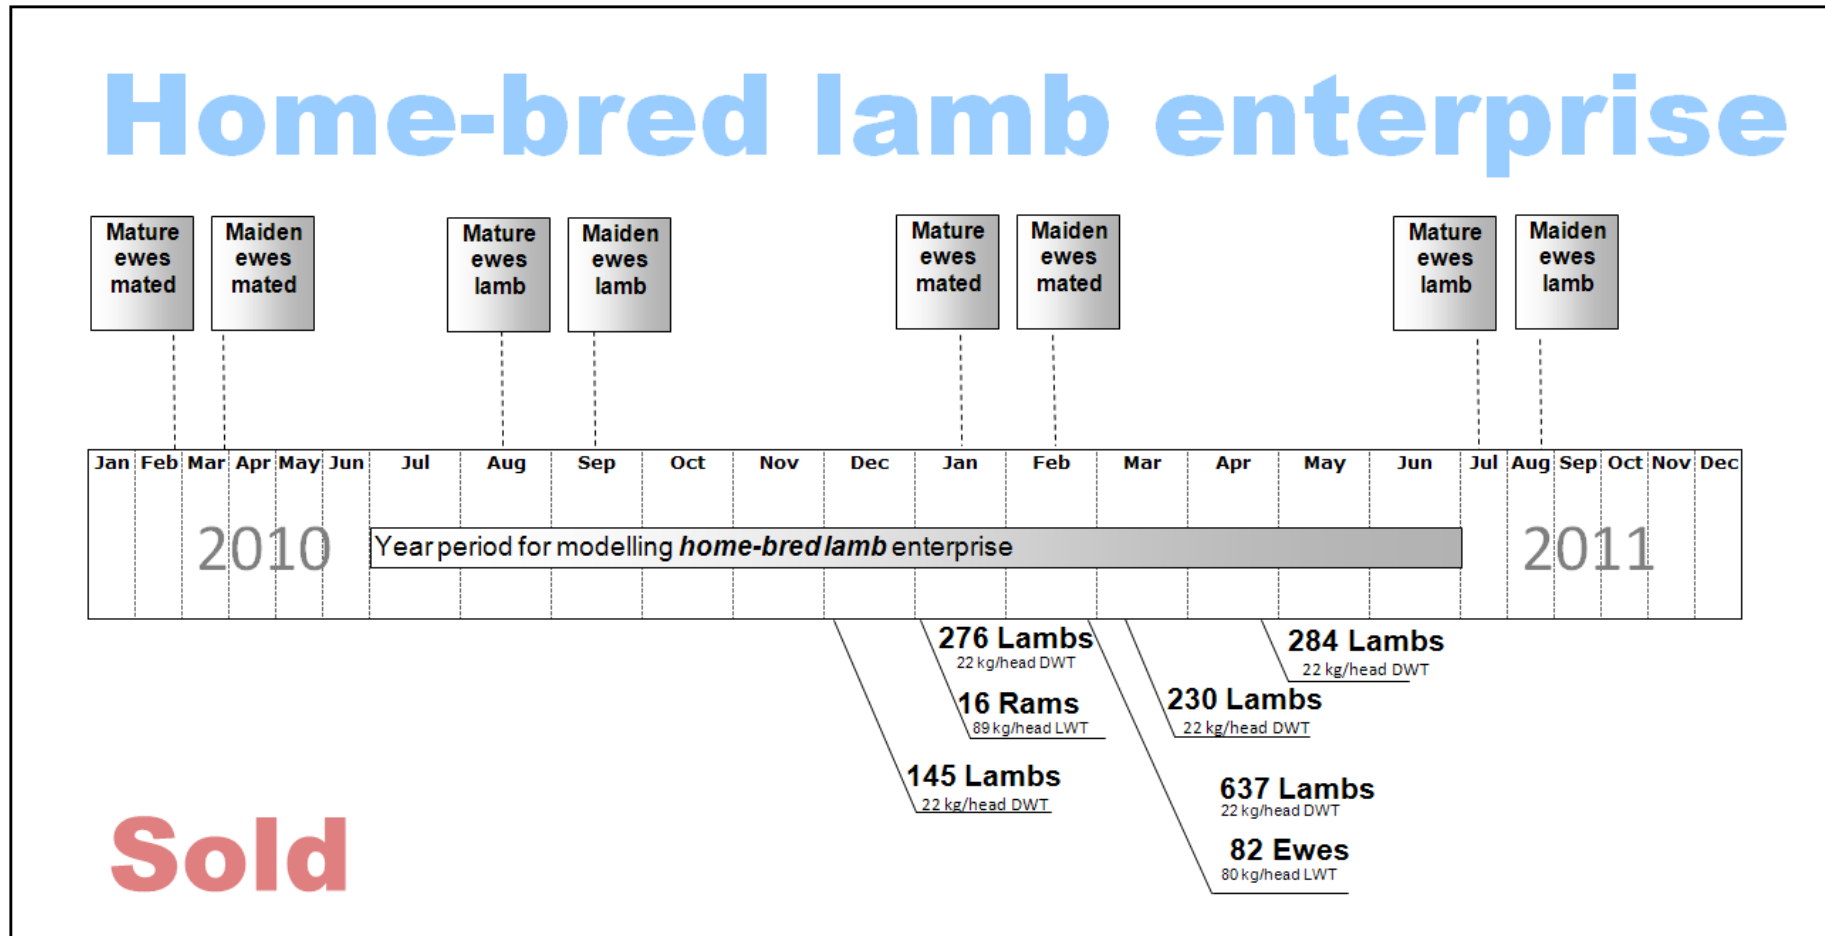 Home-bred lamb enterprise
Mature
ewes
mated
Maiden
ewes
mated
Mature
ewes
lamb
Maiden
ewes
lamb
Mature
ewes
mated
Maiden
ewes
mated
Mature
ewes
lamb
Maiden
ewes
lamb
Jan Feb Mar Apr May Jun Jul Aug Sep Oct Nov Dec Jan Feb Mar Apr May Jun Jul Aug Sep Oct Nov Dec
2010
Year period for modelling home-bred lamb enterprise
2011
276 Lambs
22 kg/head DWT
16 Rams
89 kg/head LWT
145 Lambs
22 kg/head DWT
284 Lambs
22 kg/head DWT
230 Lambs
22 kg/head DWT
637 Lambs
22 kg/head DWT
82 Ewes
80 kg/head LWT
Sold